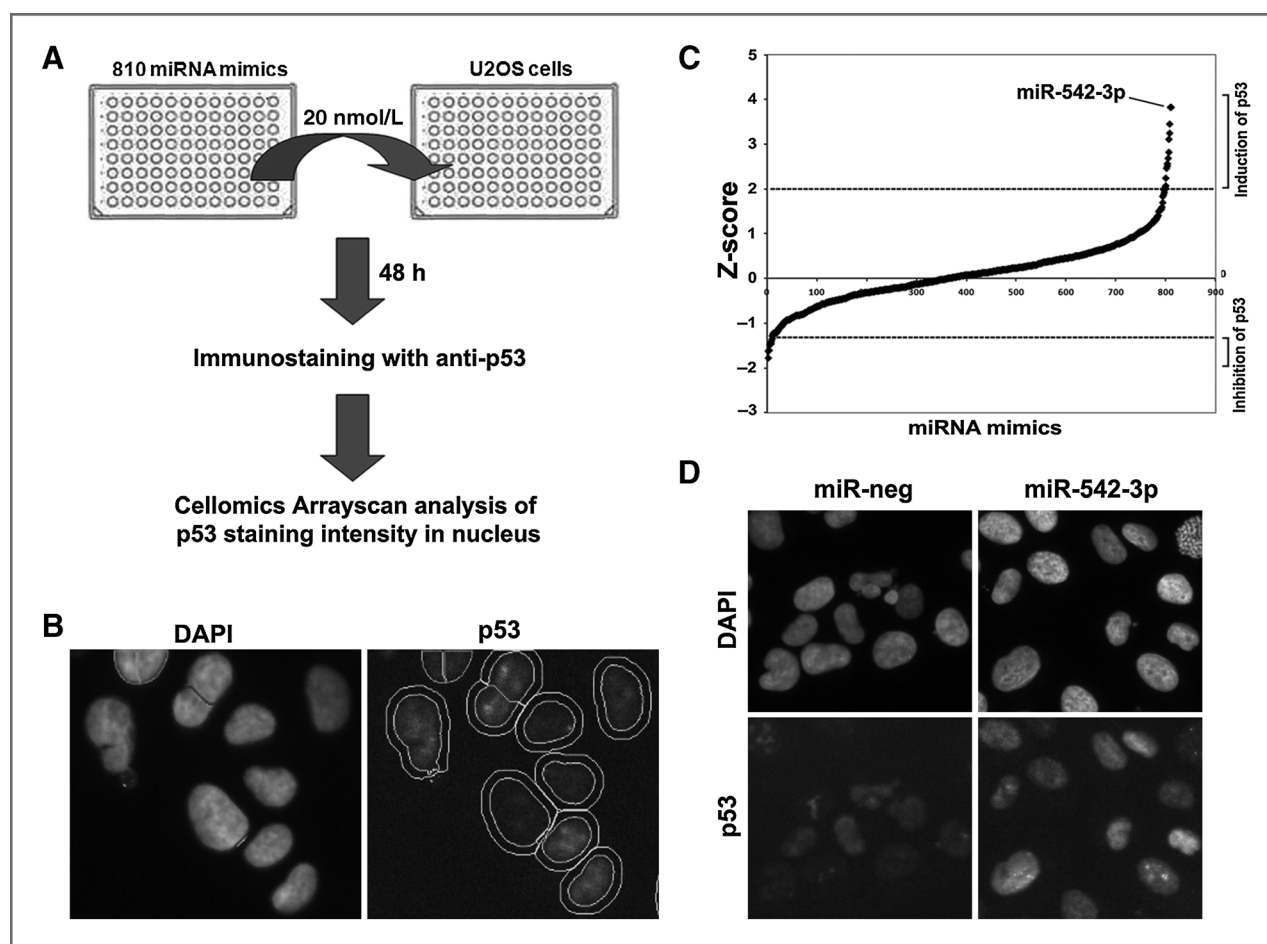 A
810 miRNA mimics
U2OS cells
20 nmol/L
48 h
Immunostaining with anti-p53
Cellomics Arrayscan analysis of
p53 staining intensity in nucleus
B
DAPI
p53
C
5
4
3
2
1
0
–1
–2
–3
Z-score
miR-542-3p
0
100
200
300
400
500
600
700
800
900
0
Induction of p53
Inhibition of p53
miRNA mimics
D
miR-neg
miR-542-3p
DAPI
p53